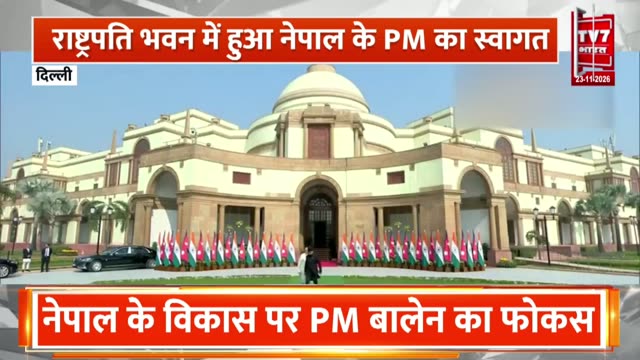 राष्ट्रपति भवन में हुआ नेपाल के PM का स्वागत
TV7
भारत
23-11-2026
दिल्ली
नेपाल के विकास पर PM बालेन का फोकस